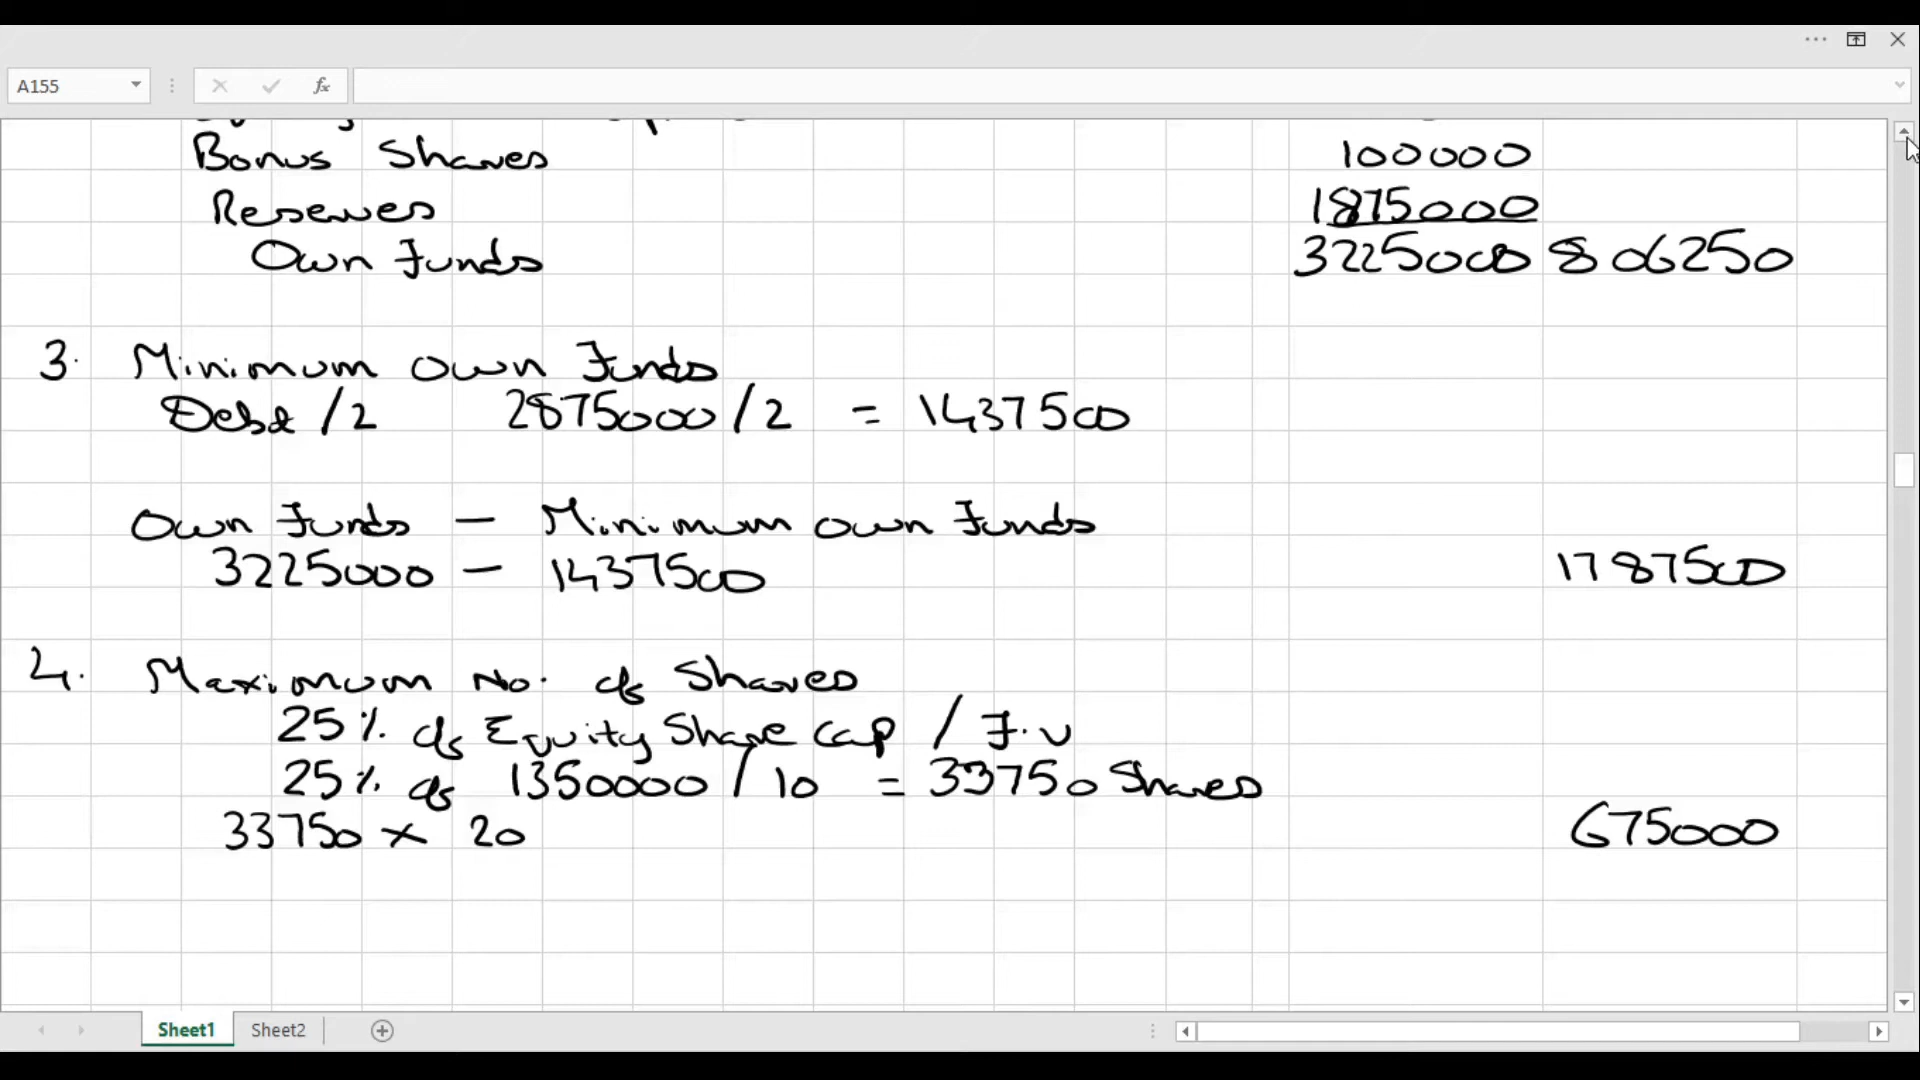 A155
fx
Bonus Shares 100000
Reserves 1875000
Own Funds 3225000 806250
3. Minimum Own Funds
Debt /2 2875000/2 = 1437500
Own Funds - Minimum own Funds
3225000 - 1437500 1787500
4. Maximum No. of Shares
25% of Equity Share Cap / F.V
25% of 1350000/10 = 33750 Shares
33750 x 20 675000
Sheet1 Sheet2